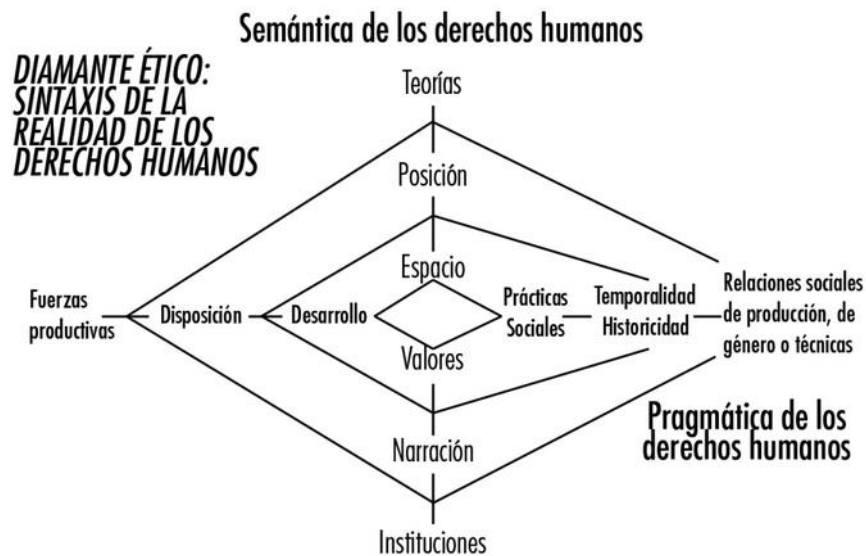 Semántica de los derechos humanos
DIAMANTE ÉTICO:
SINTAXIS DE LA
REALIDAD DE LOS
DERECHOS HUMANOS
Teorías
Posición
Espacio
Fuerzas
productivas
Disposición
Desarrollo
Prácticas
Sociales
Temporalidad
Historicidad
Relaciones sociales
de producción, de
género o técnicas
Valores
Narración
Instituciones
Pragmática de los
derechos humanos